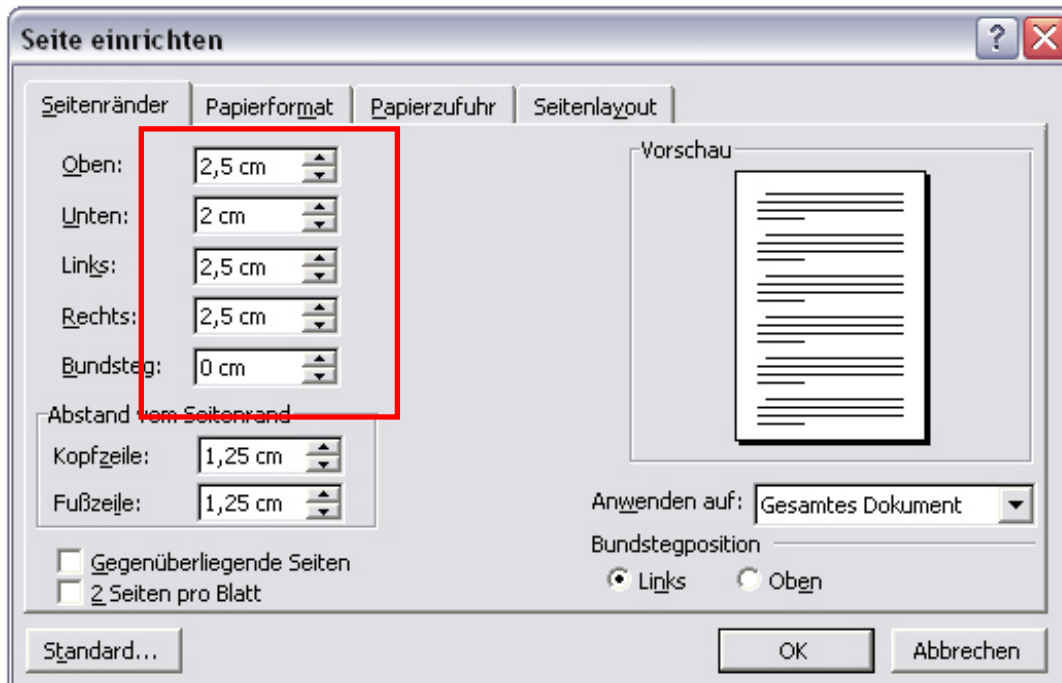 Seite einrichten
Seitenränder Papierformat Papierzufuhr Seitenlayout
Oben: 2,5 cm
Unten: 2 cm
Links: 2,5 cm
Rechts: 2,5 cm
Bundsteg: 0 cm
Abstand vom Seitenrand
Kopfzeile: 1,25 cm
Fußzeile: 1,25 cm
Gegenüberliegende Seiten
2 Seiten pro Blatt
Vorschau
Anwenden auf: Gesamtes Dokument
Bundstegposition
Links Oben
Standard... OK Abbrechen